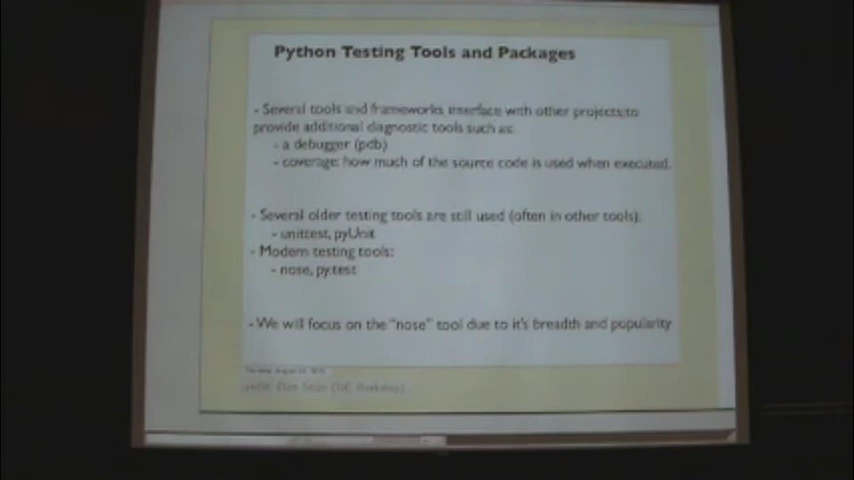 Python Testing Tools and Packages
- Several tools and frameworks interface with other projects to
provide additional diagnostic tools such as:
- a debugger (pdb)
- coverage: how much of the source code is used when executed.
- Several older testing tools are still used (often in other tools):
- unittest, pyUnit
- Modern testing tools:
- nose, py.test
- We will focus on the "nose" tool due to it's breadth and popularity